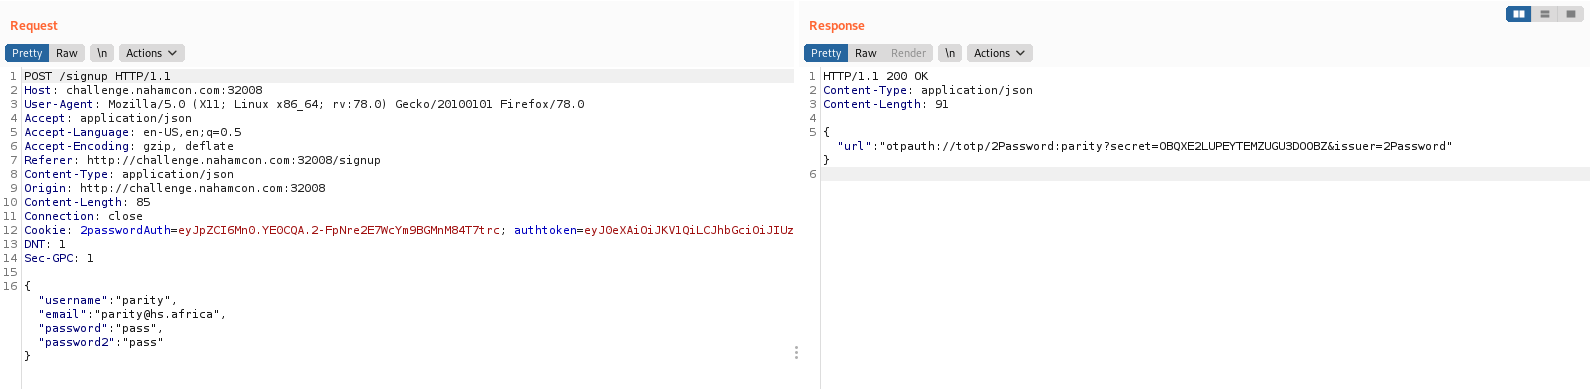 Request
Pretty Raw \n Actions
1 POST /signup HTTP/1.1
2 Host: challenge.nahamcon.com:32008
3 User-Agent: Mozilla/5.0 (X11; Linux x86_64; rv:78.0) Gecko/20100101 Firefox/78.0
4 Accept: application/json
5 Accept-Language: en-US,en;q=0.5
6 Accept-Encoding: gzip, deflate
7 Referer: http://challenge.nahamcon.com:32008/signup
8 Content-Type: application/json
9 Origin: http://challenge.nahamcon.com:32008
10 Content-Length: 85
11 Connection: close
12 Cookie: 2passwordAuth=eyJpZCI6Mn0.YE0CQA.2-FpNre2E7WcYm9BGMnM84T7trc; authtoken=eyJ0eXAiOiJKV1QiLCJhbGciOiJIUz
13 DNT: 1
14 Sec-GPC: 1
15
16 {
"username":"parity",
"email":"parity@hs.africa",
"password":"pass",
"password2":"pass"
}
Response
Pretty Raw Render \n Actions
1 HTTP/1.1 200 OK
2 Content-Type: application/json
3 Content-Length: 91
4
5 {
"url":"otpauth://totp/2Password:parity?secret=OBQXE2LUPEYTEMZUGU3DOOBZ&issuer=2Password"
}
6